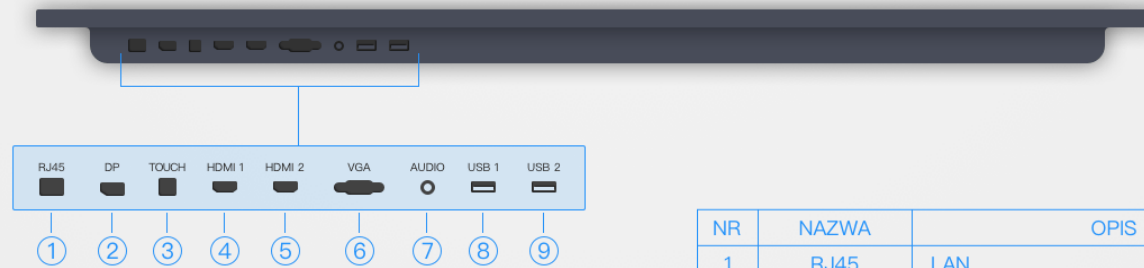 RJ45 DP TOUCH HDMI 1 HDMI 2 VGA AUDIO USB 1 USB 2
1 2 3 4 5 6 7 8 9
NR NAZWA OPIS
1 RJ45 LAN